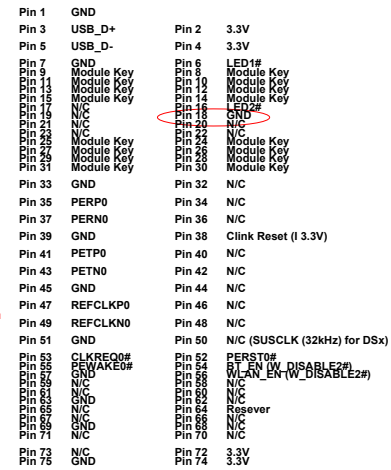 Pin 1 GND
Pin 3 USB_D+ Pin 2 3.3V
Pin 5 USB_D- Pin 4 3.3V
Pin 7 GND Pin 6 LED1#
Pin 9 Module Key Pin 8 Module Key
Pin 11 Module Key Pin 10 Module Key
Pin 13 Module Key Pin 12 Module Key
Pin 15 Module Key Pin 14 Module Key
Pin 17 N/C Pin 16 LED2#
Pin 19 N/C Pin 18 GND
Pin 21 N/C Pin 20 N/C
Pin 23 N/C Pin 22 N/C
Pin 25 Module Key Pin 24 Module Key
Pin 27 Module Key Pin 26 Module Key
Pin 29 Module Key Pin 28 Module Key
Pin 31 Module Key Pin 30 Module Key
Pin 33 GND Pin 32 N/C
Pin 35 PERP0 Pin 34 N/C
Pin 37 PERN0 Pin 36 N/C
Pin 39 GND Pin 38 Clink Reset (I 3.3V)
Pin 41 PETP0 Pin 40 N/C
Pin 43 PETN0 Pin 42 N/C
Pin 45 GND Pin 44 N/C
Pin 47 REFCLKP0 Pin 46 N/C
Pin 49 REFCLKN0 Pin 48 N/C
Pin 51 GND Pin 50 N/C (SUSCLK (32kHz) for DSx)
Pin 53 CLKREQ0# Pin 52 PERST0#
Pin 55 PEWAKE0# Pin 54 BT_EN (W_DISABLE2#)
Pin 57 GND Pin 56 WLAN_EN (W_DISABLE2#)
Pin 59 N/C Pin 58 N/C
Pin 61 N/C Pin 60 N/C
Pin 63 GND Pin 62 N/C
Pin 65 N/C Pin 64 Resever
Pin 67 N/C Pin 66 N/C
Pin 69 GND Pin 68 N/C
Pin 71 N/C Pin 70 N/C
Pin 73 N/C Pin 72 3.3V
Pin 75 GND Pin 74 3.3V